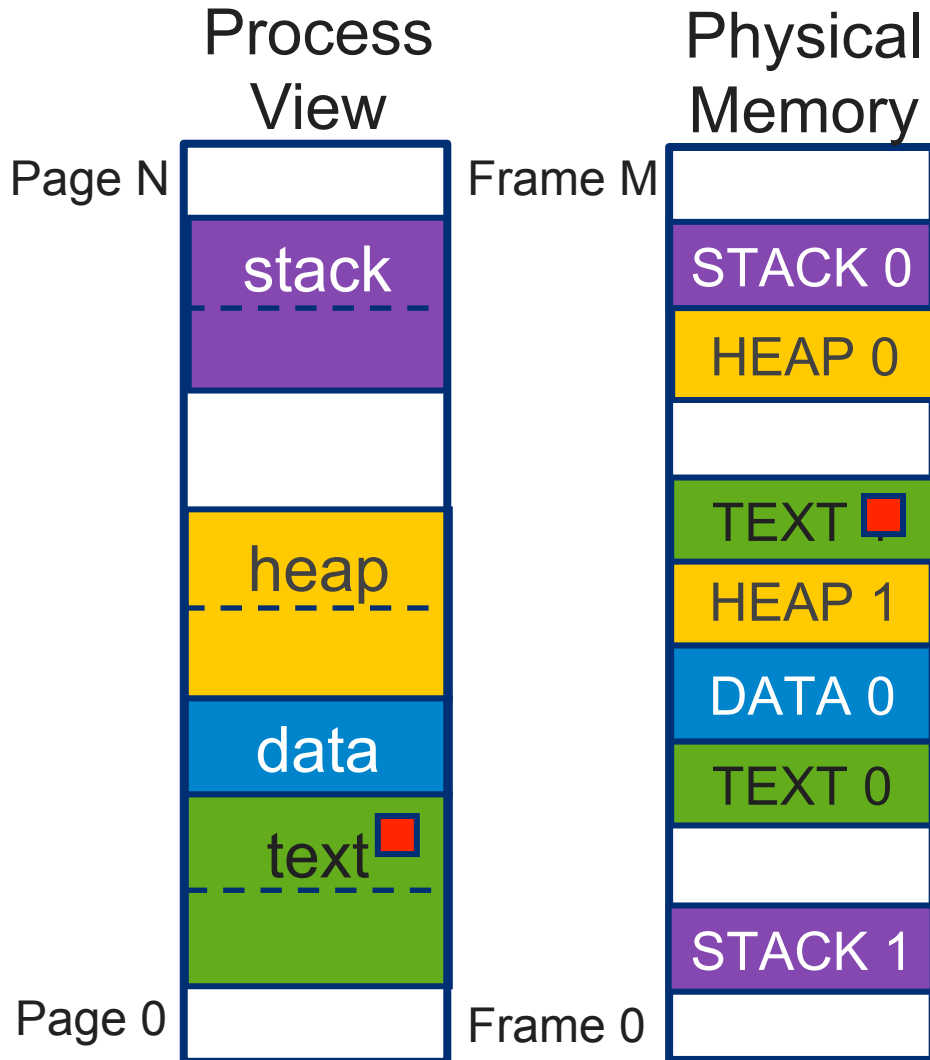 Process
View
Page N
stack
heap
data
text
Page 0
Physical
Memory
Frame M
STACK 0
HEAP 0
TEXT
HEAP 1
DATA 0
TEXT 0
STACK 1
Frame 0